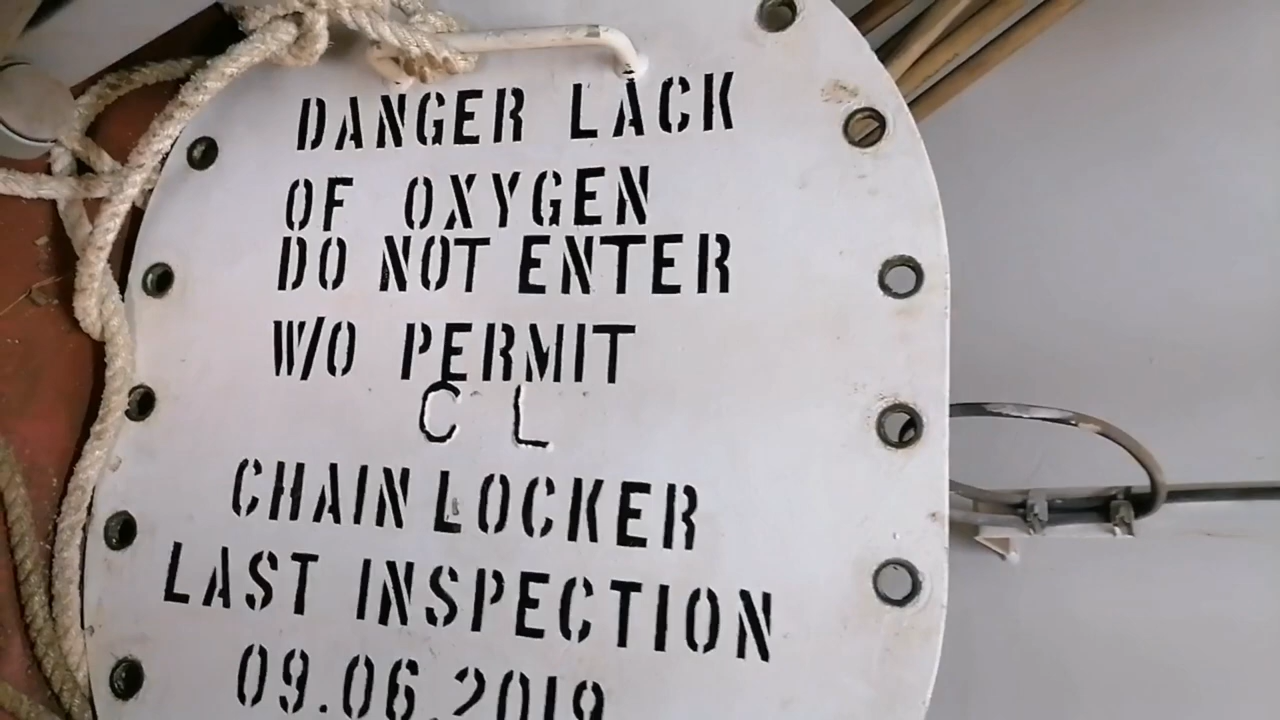 DANGER LACK
OF OXYGEN
DO NOT ENTER
W/O PERMIT
C L
CHAIN LOCKER
LAST INSPECTION
09.06.2019